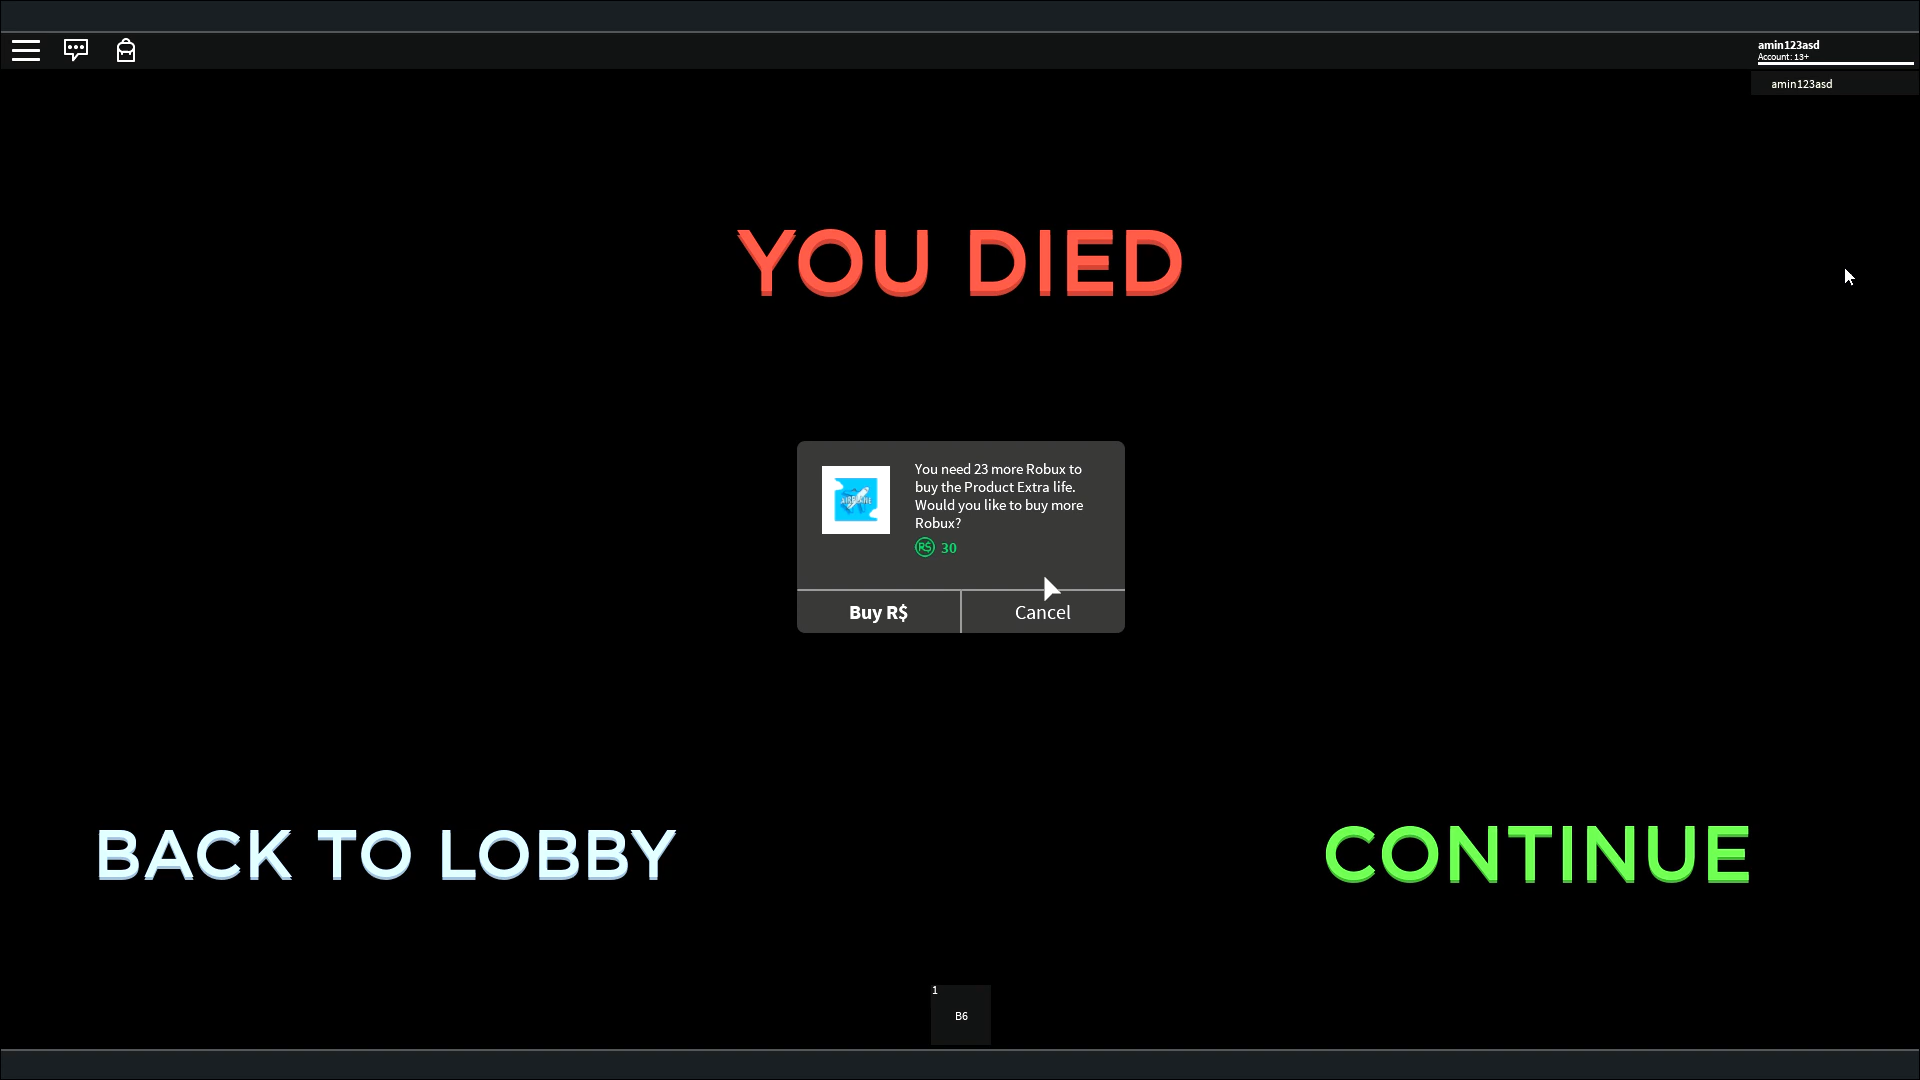 amin123asd
Account: 13+
amin123asd
YOU DIED
You need 23 more Robux to
buy the Product Extra life.
Would you like to buy more
Robux?
R$ 30
AIRPLANE
Buy R$
Cancel
BACK TO LOBBY
CONTINUE
1
B6